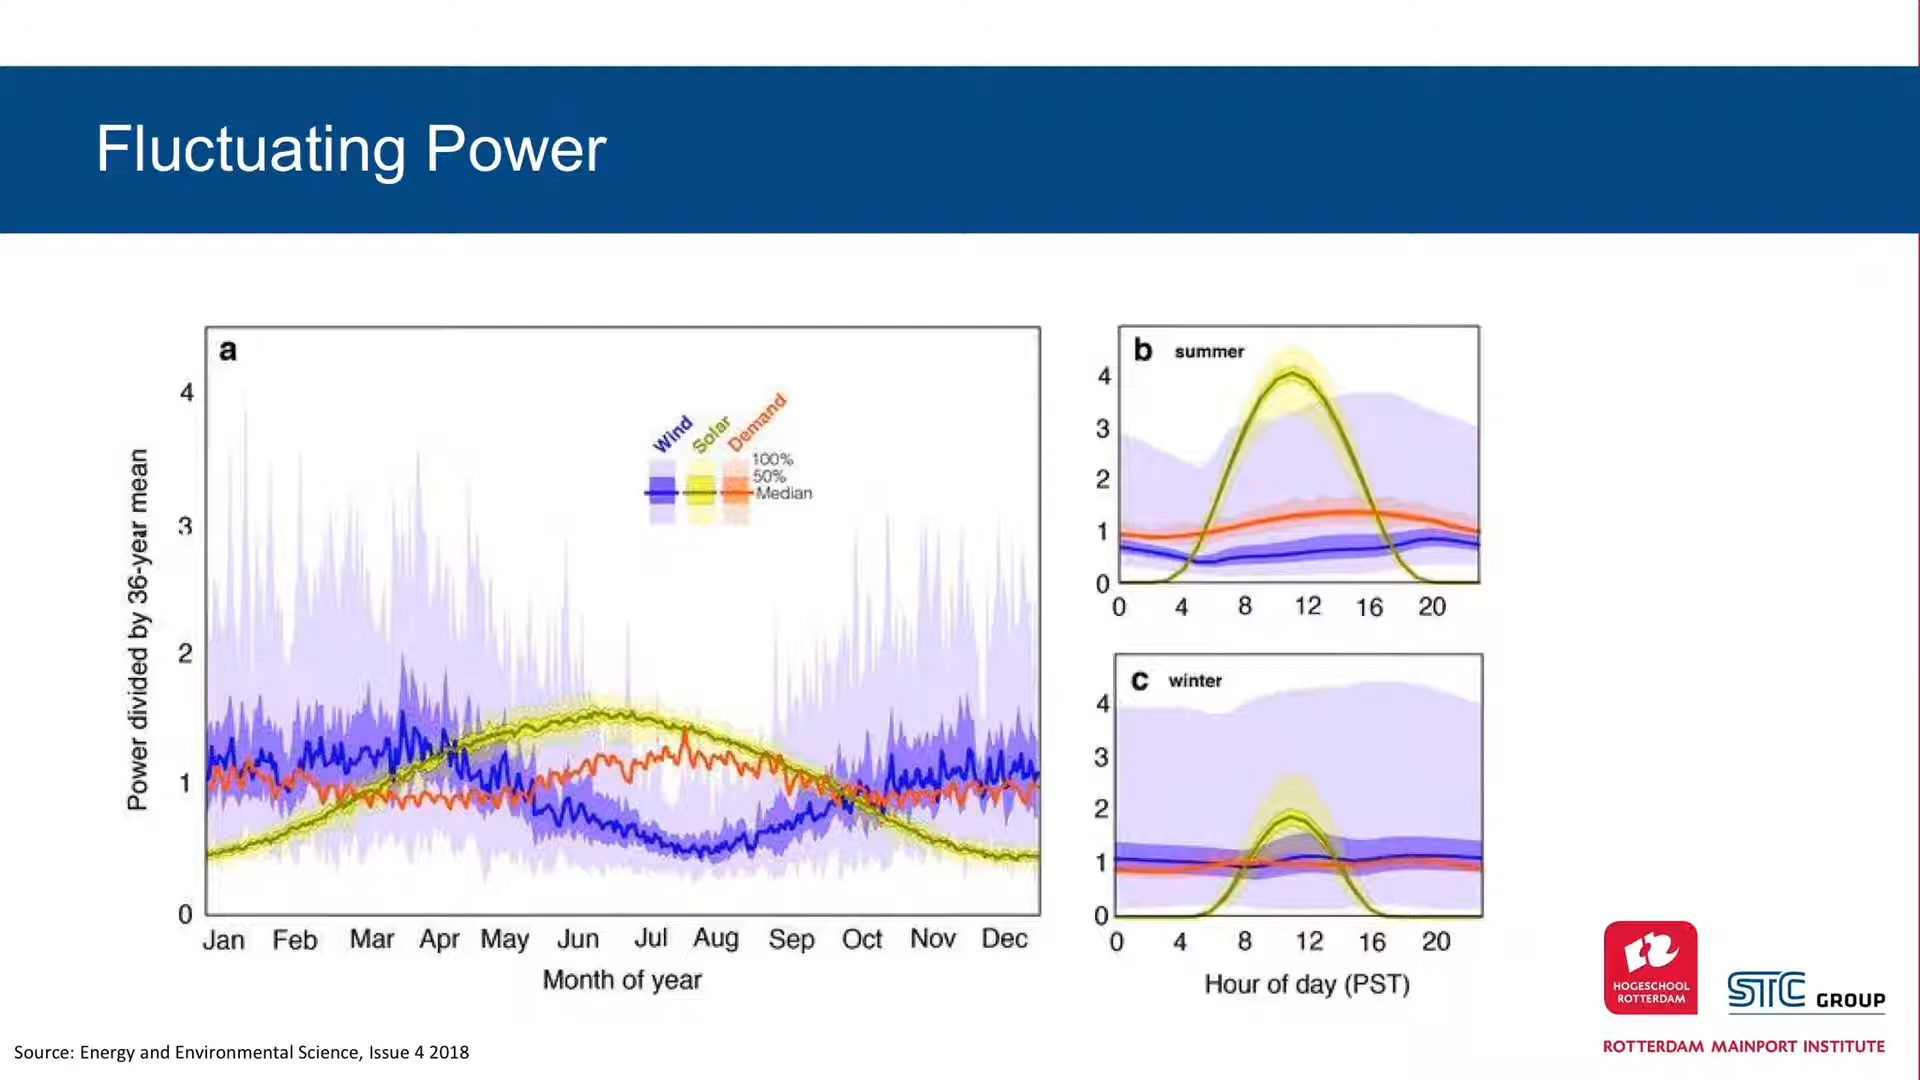 Fluctuating Power
a
4
3
2
1
0
Power divided by 36-year mean
Wind Solar Demand
100%
50%
Median
Jan Feb Mar Apr May Jun Jul Aug Sep Oct Nov Dec
Month of year
b summer
4
3
2
1
0
0 4 8 12 16 20
c winter
4
3
2
1
0
0 4 8 12 16 20
Hour of day (PST)
HOGESCHOOL
ROTTERDAM
STC GROUP
ROTTERDAM MAINPORT INSTITUTE
Source: Energy and Environmental Science, Issue 4 2018